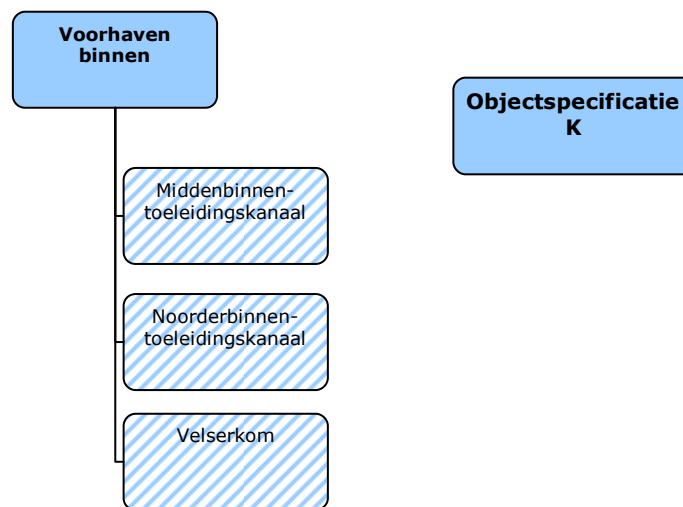 Voorhaven
binnen
Objectspecificatie
K
Middenbinnen-
toeleidingskanaal
Noorderbinnen-
toeleidingskanaal
Velserkom